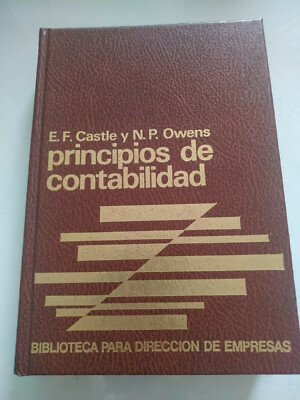 E. F. Castle y N. P. Owens
principios de
contabilidad
BIBLIOTECA PARA DIRECCION DE EMPRESAS